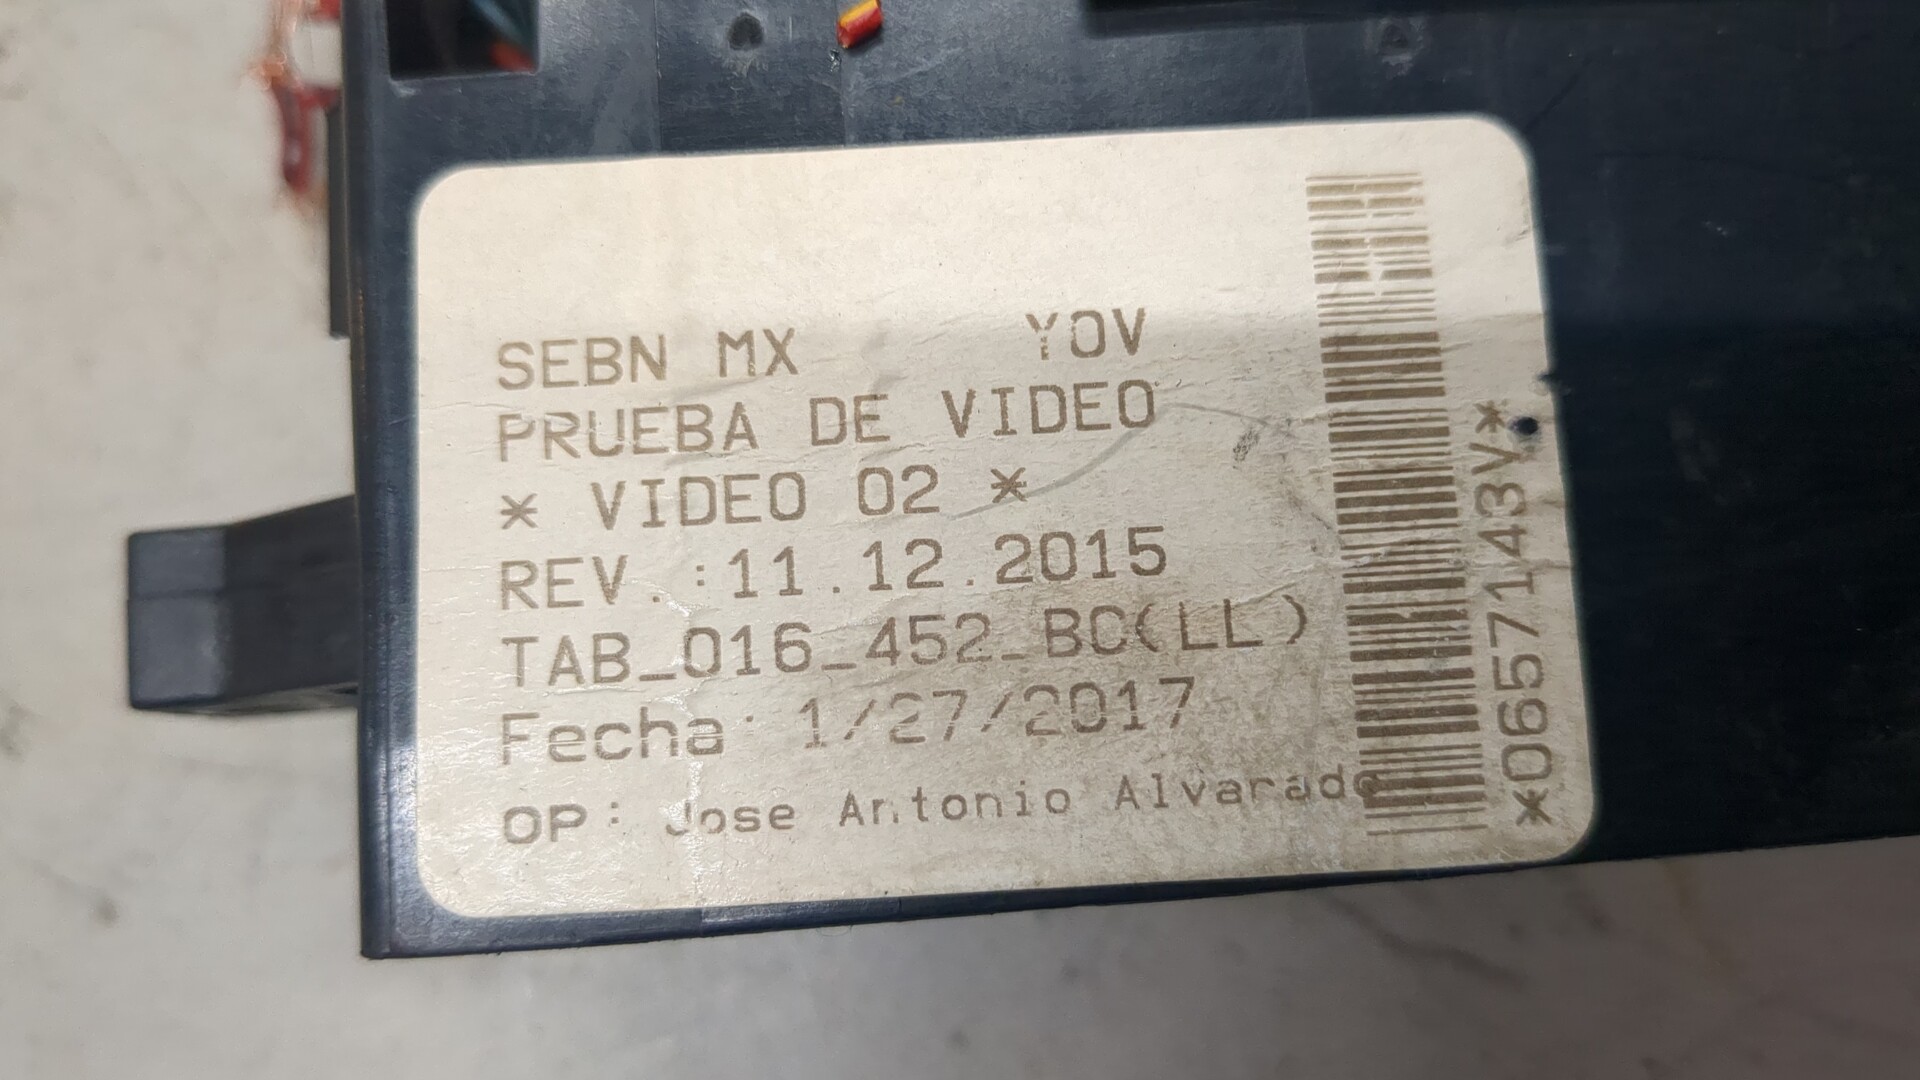 SEBN MX YOV
PRUEBA DE VIDEO
* VIDEO 02 *
REV. :11.12.2015
TAB_016_452_BC(LL)
Fecha: 1/27/2017
OP: Jose Antonio Alvarado
*0657143V*